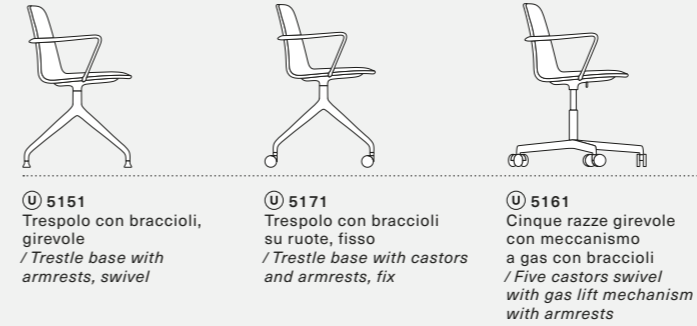 U 5151
Trespolo con braccioli,
girevole
/ Trestle base with
armrests, swivel
U 5171
Trespolo con braccioli
su ruote, fisso
/ Trestle base with castors
and armrests, fix
U 5161
Cinque razze girevole
con meccanismo
a gas con braccioli
/ Five castors swivel
with gas lift mechanism
with armrests